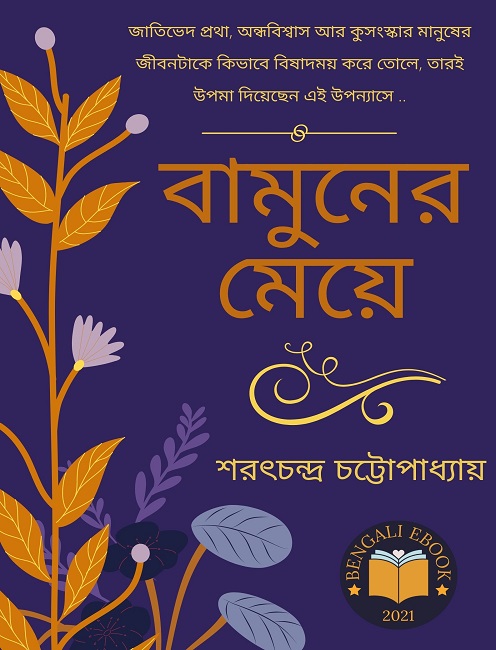 জাতিভেদ প্রথা, অন্ধবিশ্বাস আর কুসংস্কার মানুষের
জীবনটাকে কিভাবে বিষাদময় করে তোলে, তারই
উপমা দিয়েছেন এই উপন্যাসে ..
বামুনের
মেয়ে
শরৎচন্দ্র চট্টোপাধ্যায়
BENGALI EBOOK
2021